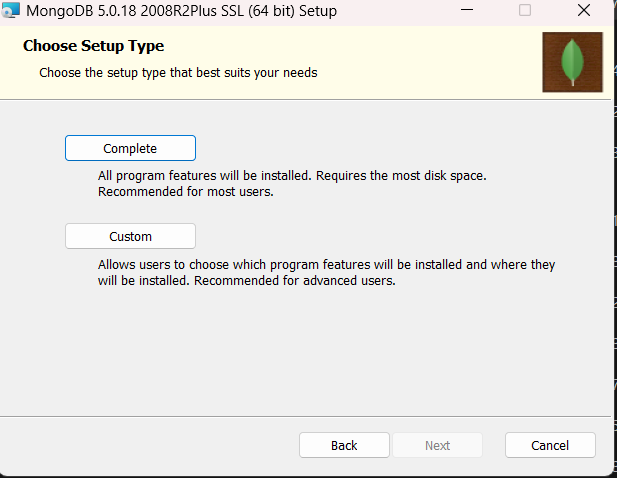 MongoDB 5.0.18 2008R2Plus SSL (64 bit) Setup
Choose Setup Type
Choose the setup type that best suits your needs
Complete
All program features will be installed. Requires the most disk space.
Recommended for most users.
Custom
Allows users to choose which program features will be installed and where they
will be installed. Recommended for advanced users.
Back
Next
Cancel